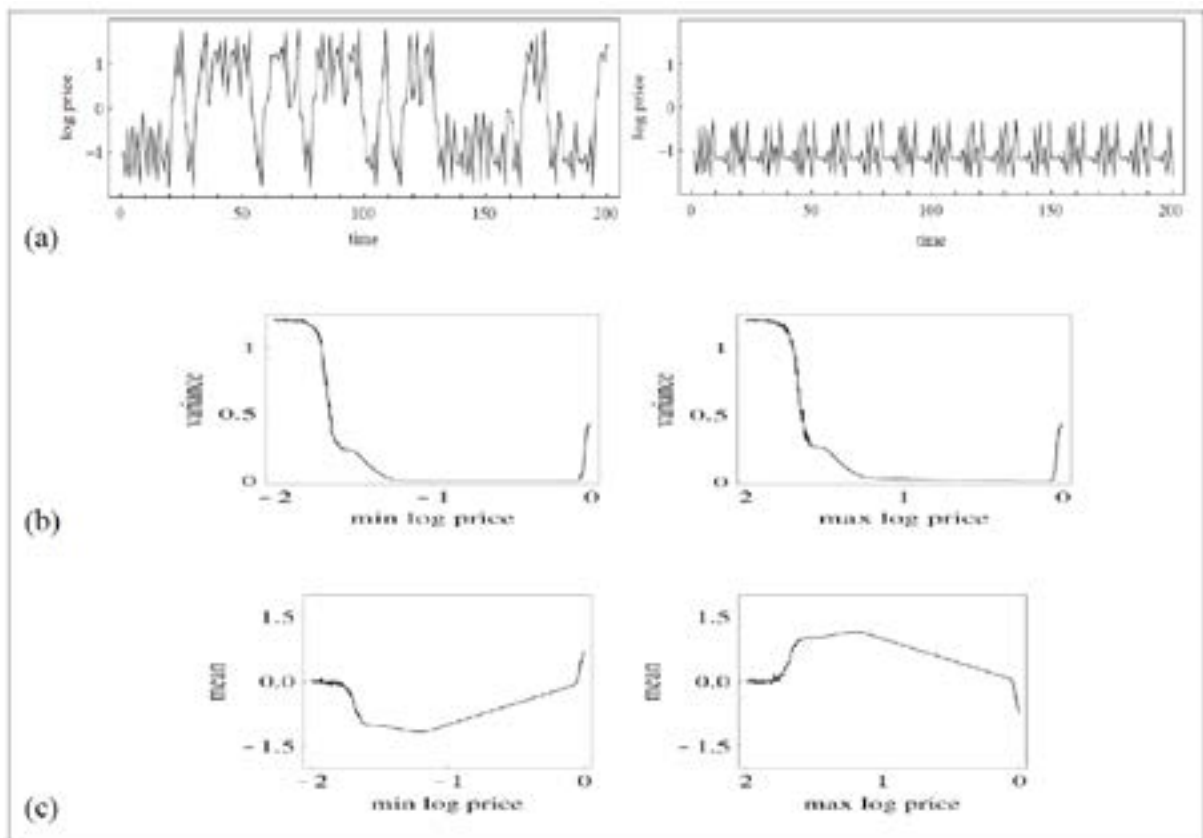 1
0
-1
log price
0 50 100 150 200
time
1
0
-1
log price
0 50 100 150 200
time
(a)
1
0.5
0
variance
-2 -1 0
min log price
1
0.5
0
variance
2 1 0
max log price
(b)
1.5
0.0
-1.5
mean
-2 -1 0
min log price
1.5
0.0
-1.5
mean
2 1 0
max log price
(c)